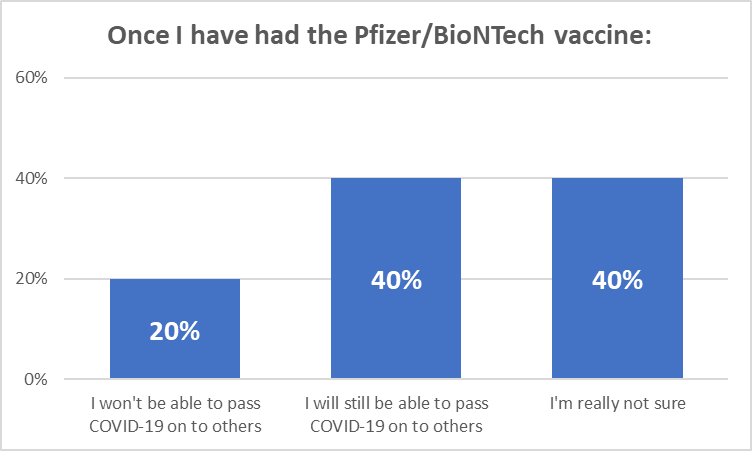 Once I have had the Pfizer/BioNTech vaccine:
60%
40%
20%
0%
20%
40%
40%
I won't be able to pass
COVID-19 on to others
I will still be able to pass
COVID-19 on to others
I'm really not sure